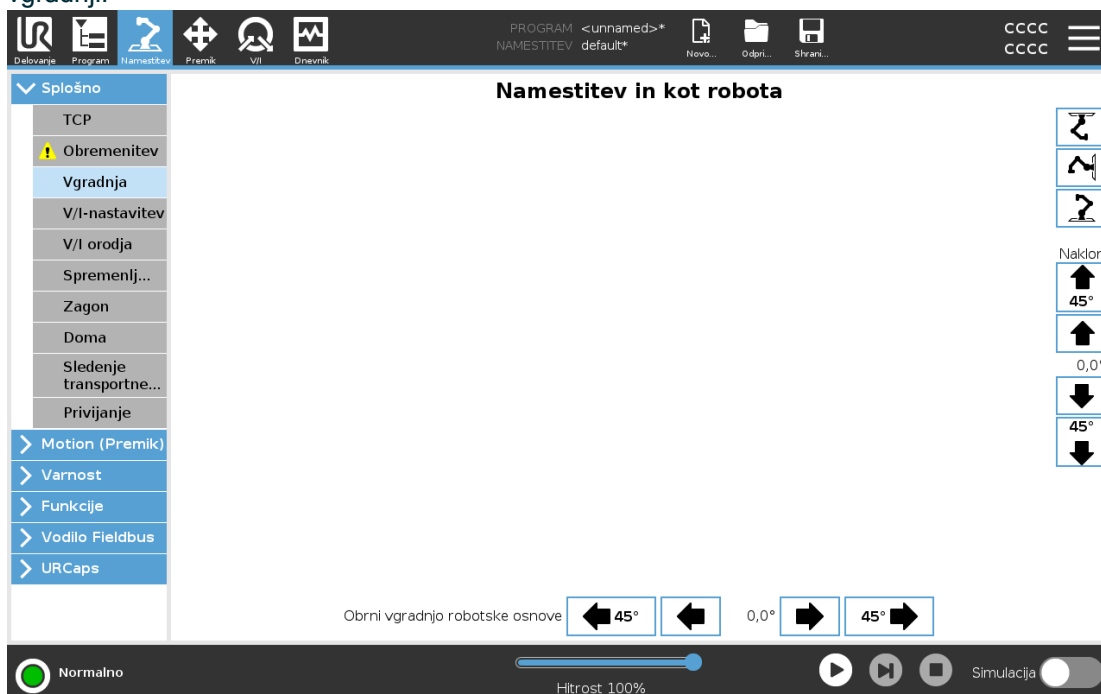 PROGRAM <unnamed>*
NAMESTITEV default*
CCCC
CCCC
Delovanje Program Namestitev Premik V/I Dnevnik Novo... Odpri... Shrani...
Splošno
Namestitev in kot robota
TCP
Obremenitev
Vgradnja
V/I-nastavitev
V/I orodja
Spremenlj...
Zagon
Doma
Sledenje
transportne...
Privijanje
Motion (Premik)
Varnost
Funkcije
Vodilo Fieldbus
URCaps
45°
0,0°
45°
Obrni vgradnjo robotske osnove 45° 0,0° 45°
Normalno
Hitrost 100%
Simulacija